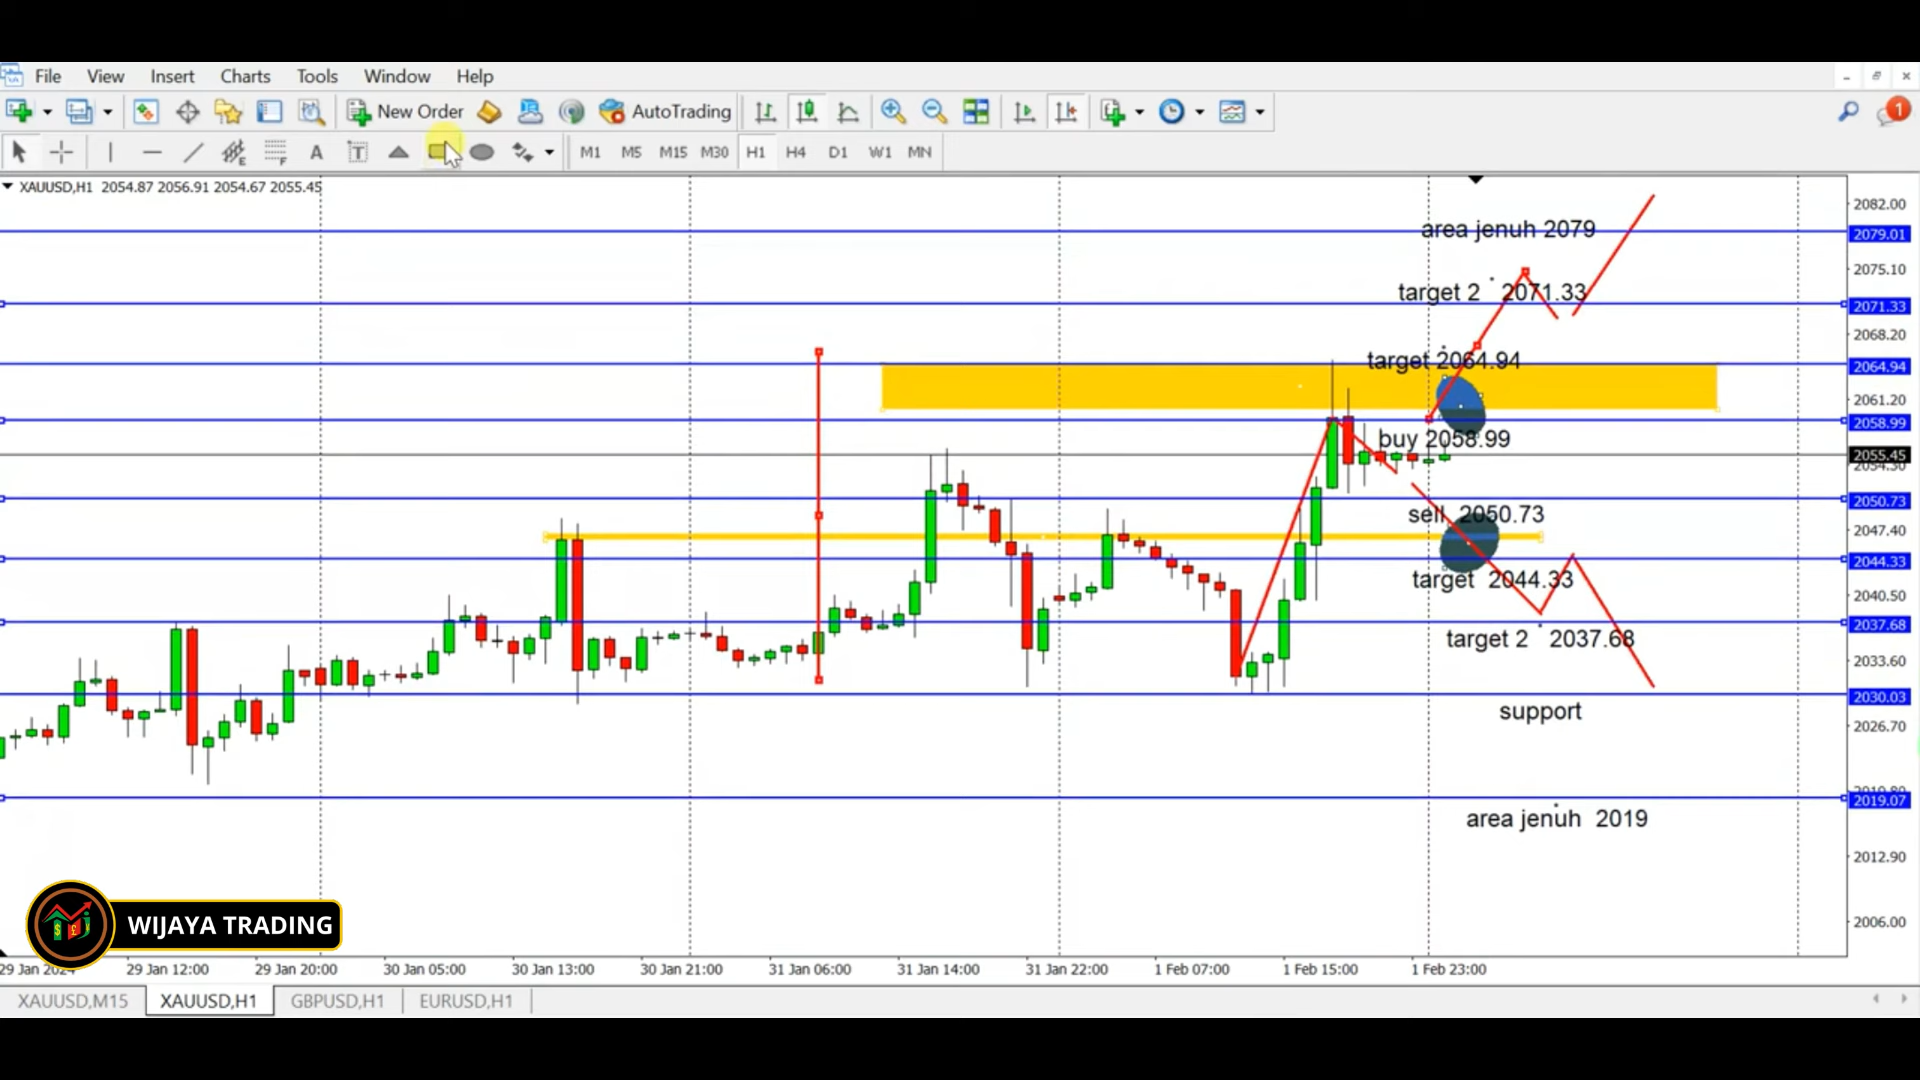 File View Insert Charts Tools Window Help
New Order AutoTrading 1
A T F M1 M5 M15 M30 H1 H4 D1 W1 MN
XAUUSD,H1 2054.87 2056.91 2054.67 2055.45
2082.00
area jenuh 2079
2079.01
2075.10
target 2 2071.33
2071.33
2068.20
target 2064.94
2064.94
2061.20
2058.99
buy 2058.99
2055.45
2054.30
2050.73
sell 2050.73
2047.40
2044.33
target 2044.33
2040.50
2037.68
target 2 2037.68
2033.60
2030.03
support
2026.70
2019.07
area jenuh 2019
2012.90
WIJAYA TRADING
2006.00
29 Jan 2024 29 Jan 12:00 29 Jan 20:00 30 Jan 05:00 30 Jan 13:00 30 Jan 21:00 31 Jan 06:00 31 Jan 14:00 31 Jan 22:00 1 Feb 07:00 1 Feb 15:00 1 Feb 23:00
XAUUSD,M15 XAUUSD,H1 GBPUSD,H1 EURUSD,H1